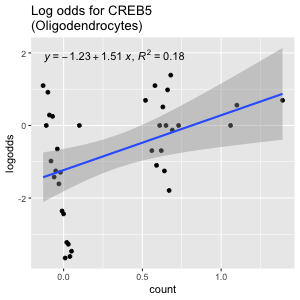 Log odds for CREB5
(Oligodendrocytes)
y = −1.23 + 1.51 x, R² = 0.18
2
0
-2
logodds
0.0 0.5 1.0
count